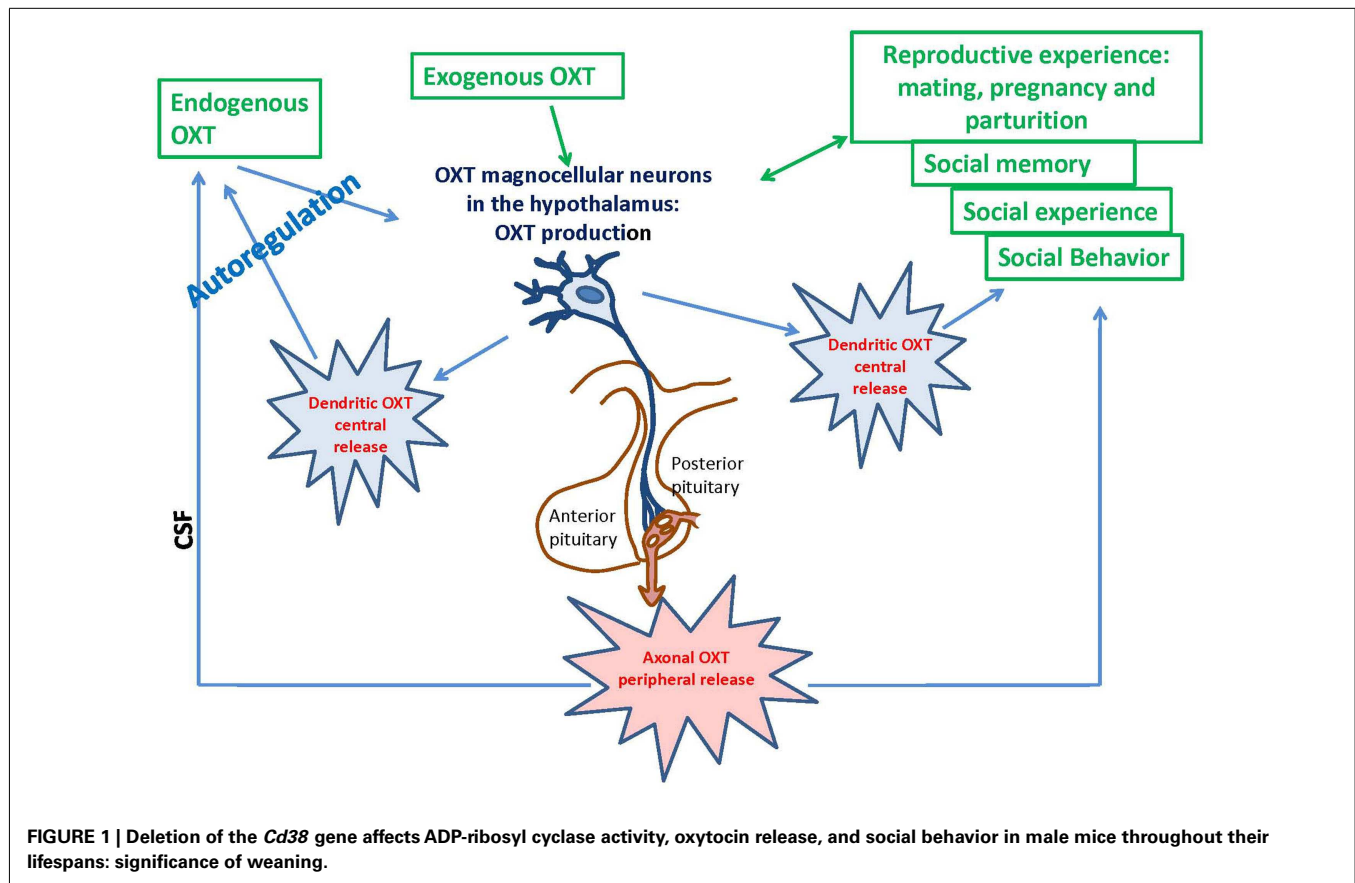 Endogenous
OXT
Exogenous OXT
Reproductive experience:
mating, pregnancy and
parturition
Social memory
Social experience
Social Behavior
OXT magnocellular neurons
in the hypothalamus:
OXT production
Autoregulation
Dendritic OXT
central
release
Dendritic OXT
central
release
CSF
Posterior
pituitary
Anterior
pituitary
Axonal OXT
peripheral release
FIGURE 1 | Deletion of the Cd38 gene affects ADP-ribosyl cyclase activity, oxytocin release, and social behavior in male mice throughout their
lifespans: significance of weaning.